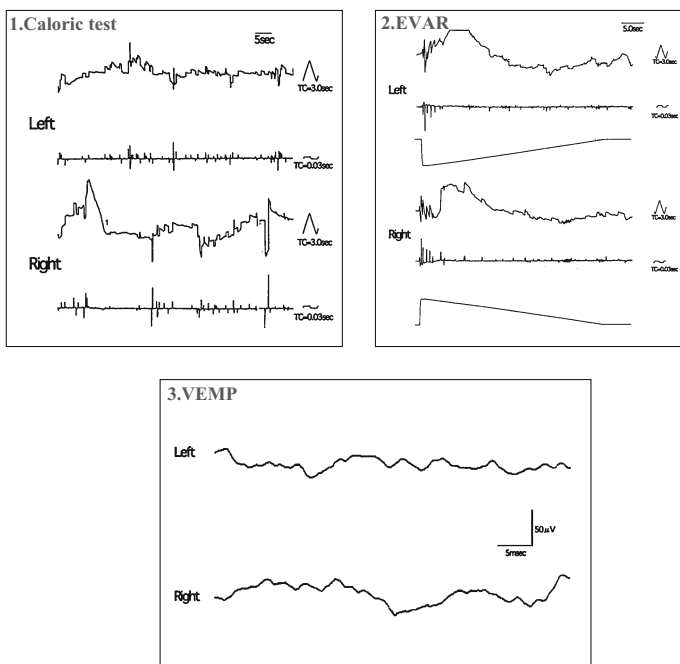 1.Caloric test
5sec
TC=3.0sec
Left
TC=0.03sec
TC=3.0sec
Right
TC=0.03sec
2.EVAR
5.0sec
TC=3.0sec
Left
TC=0.03sec
TC=3.0sec
Right
TC=0.03sec
3.VEMP
Left
50μV
5msec
Right